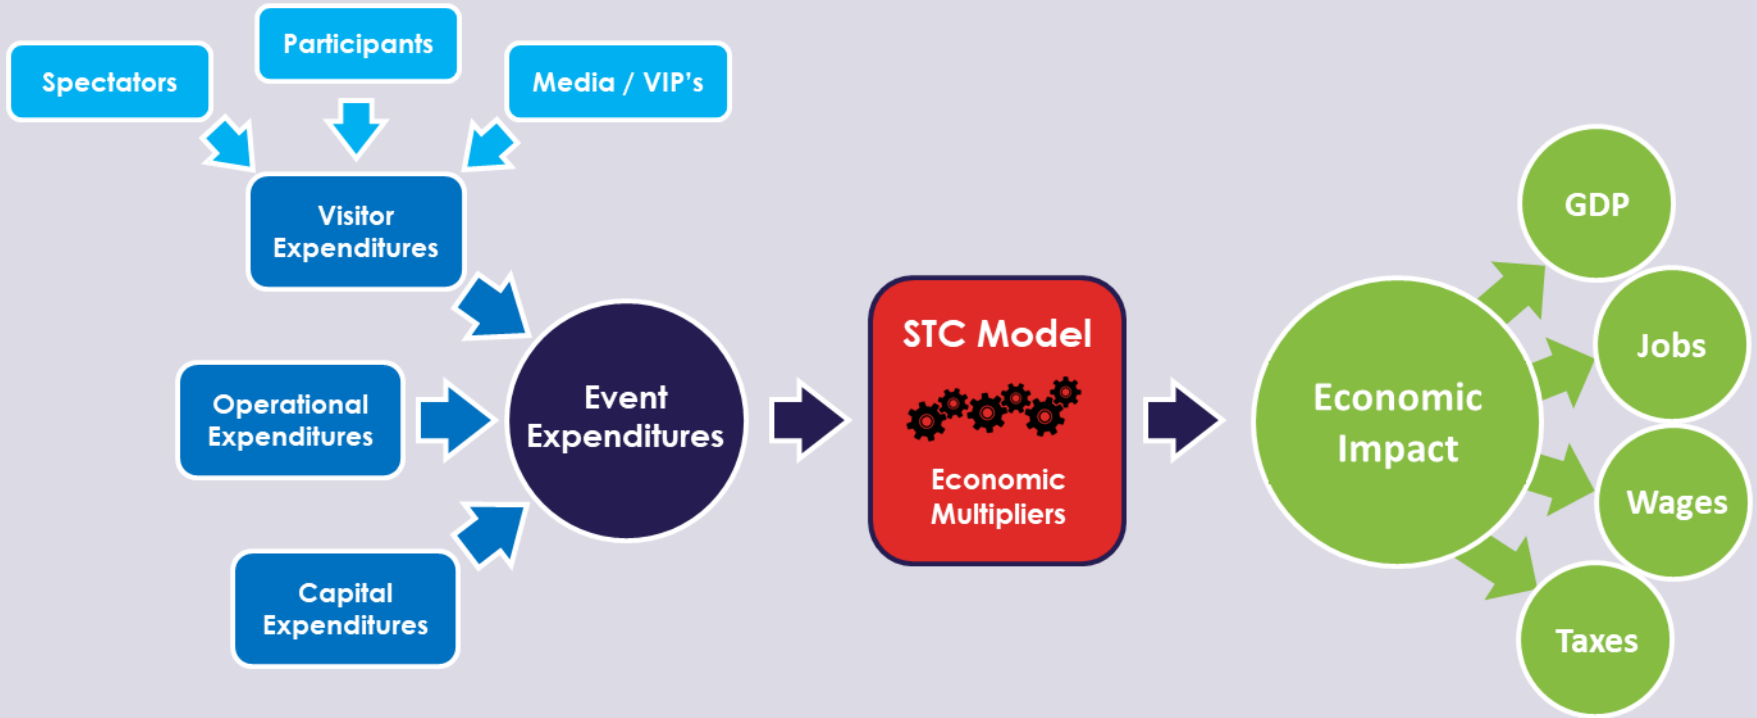 Participants
Spectators
Media / VIP's
Visitor
Expenditures
Operational
Expenditures
Capital
Expenditures
Event
Expenditures
STC Model
Economic
Multipliers
Economic
Impact
GDP
Jobs
Wages
Taxes